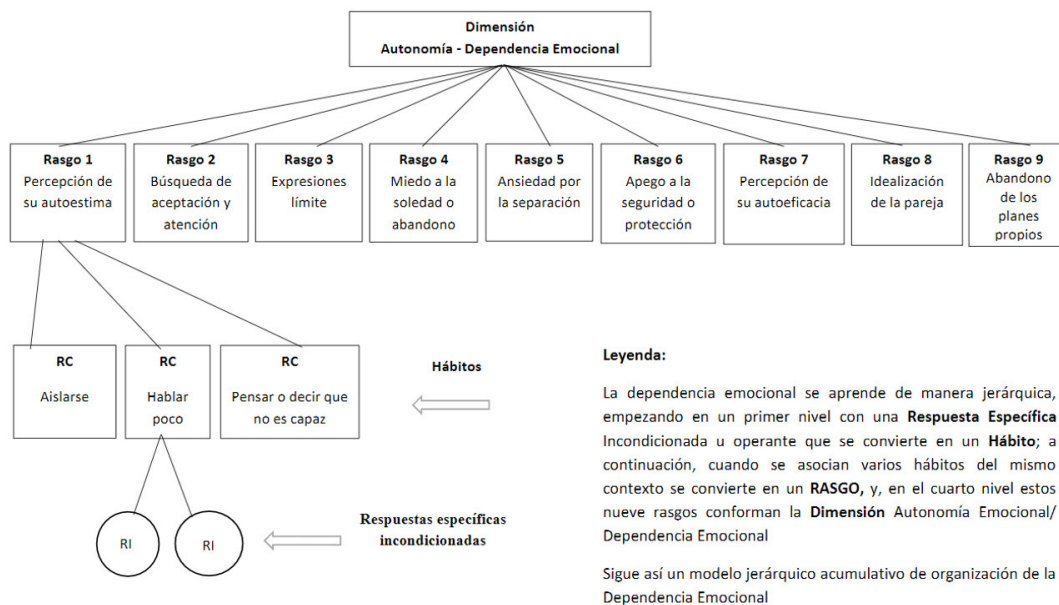 Dimensión
Autonomía - Dependencia Emocional
Rasgo 1
Percepción de
su autoestima
Rasgo 2
Búsqueda de
aceptación y
atención
Rasgo 3
Expresiones
límite
Rasgo 4
Miedo a la
soledad o
abandono
Rasgo 5
Ansiedad por
la separación
Rasgo 6
Apego a la
seguridad o
protección
Rasgo 7
Percepción de
su autoeficacia
Rasgo 8
Idealización
de la pareja
Rasgo 9
Abandono
de los
planes
propios
RC
Aislarse
RC
Hablar
poco
RC
Pensar o decir que
no es capaz
Hábitos
RI
RI
Respuestas específicas
incondicionadas
Leyenda:
La dependencia emocional se aprende de manera jerárquica,
empezando en un primer nivel con una Respuesta Específica
Incondicionada u operante que se convierte en un Hábito; a
continuación, cuando se asocian varios hábitos del mismo
contexto se convierte en un RASGO, y, en el cuarto nivel estos
nueve rasgos conforman la Dimensión Autonomía Emocional/
Dependencia Emocional
Sigue así un modelo jerárquico acumulativo de organización de la
Dependencia Emocional